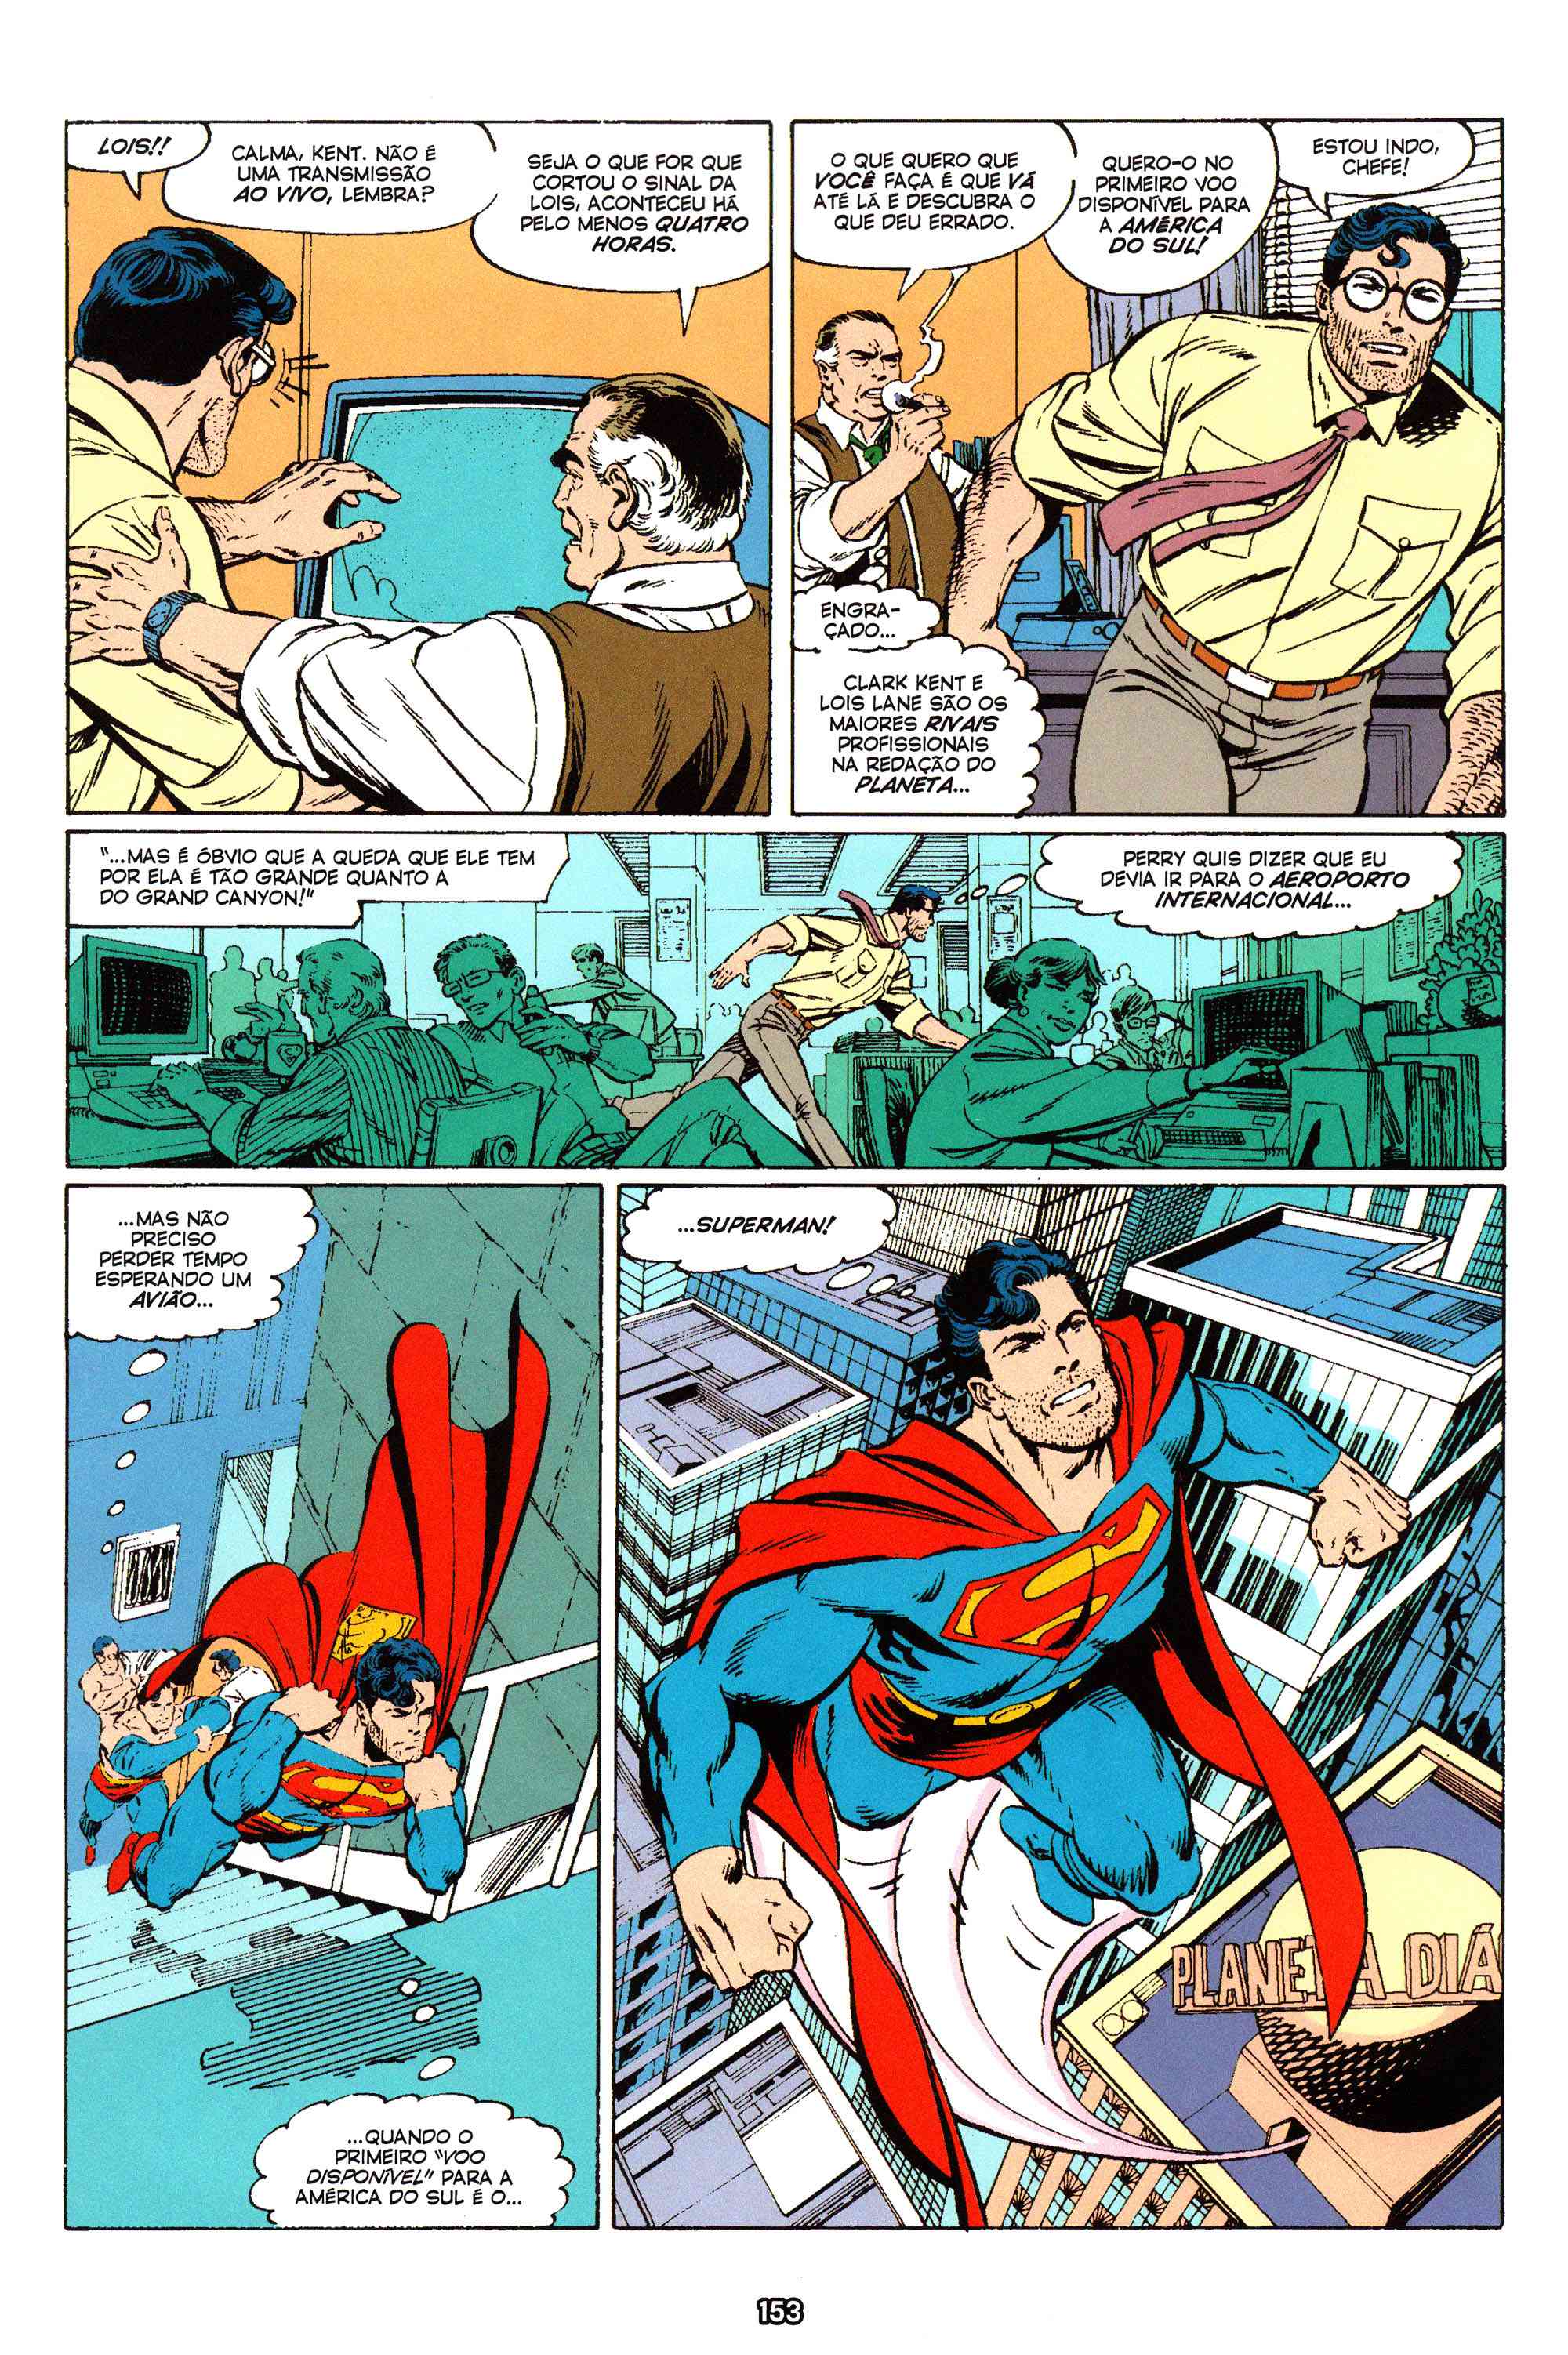 LOIS!!
CALMA, KENT. NÃO É
UMA TRANSMISSÃO
AO VIVO, LEMBRA?
SEJA O QUE FOR QUE
CORTOU O SINAL DA
LOIS, ACONTECEU HÁ
PELO MENOS QUATRO
HORAS.
O QUE QUERO QUE
VOCÊ FAÇA É QUE VÁ
ATÉ LÁ E DESCUBRA O
QUE DEU ERRADO.
QUERO-O NO
PRIMEIRO VOO
DISPONÍVEL PARA
A AMÉRICA
DO SUL!
ESTOU INDO,
CHEFE!
ENGRA-
ÇADO...
CLARK KENT E
LOIS LANE SÃO OS
MAIORES RIVAIS
PROFISSIONAIS
NA REDAÇÃO DO
PLANETA...
"...MAS É ÓBVIO QUE A QUEDA QUE ELE TEM
POR ELA É TÃO GRANDE QUANTO A
DO GRAND CANYON!"
PERRY QUIS DIZER QUE EU
DEVIA IR PARA O AEROPORTO
INTERNACIONAL...
...MAS NÃO
PRECISO
PERDER TEMPO
ESPERANDO UM
AVIÃO...
...QUANDO O
PRIMEIRO "VOO
DISPONÍVEL" PARA A
AMÉRICA DO SUL É O...
...SUPERMAN!
PLANETA DIÁ
153